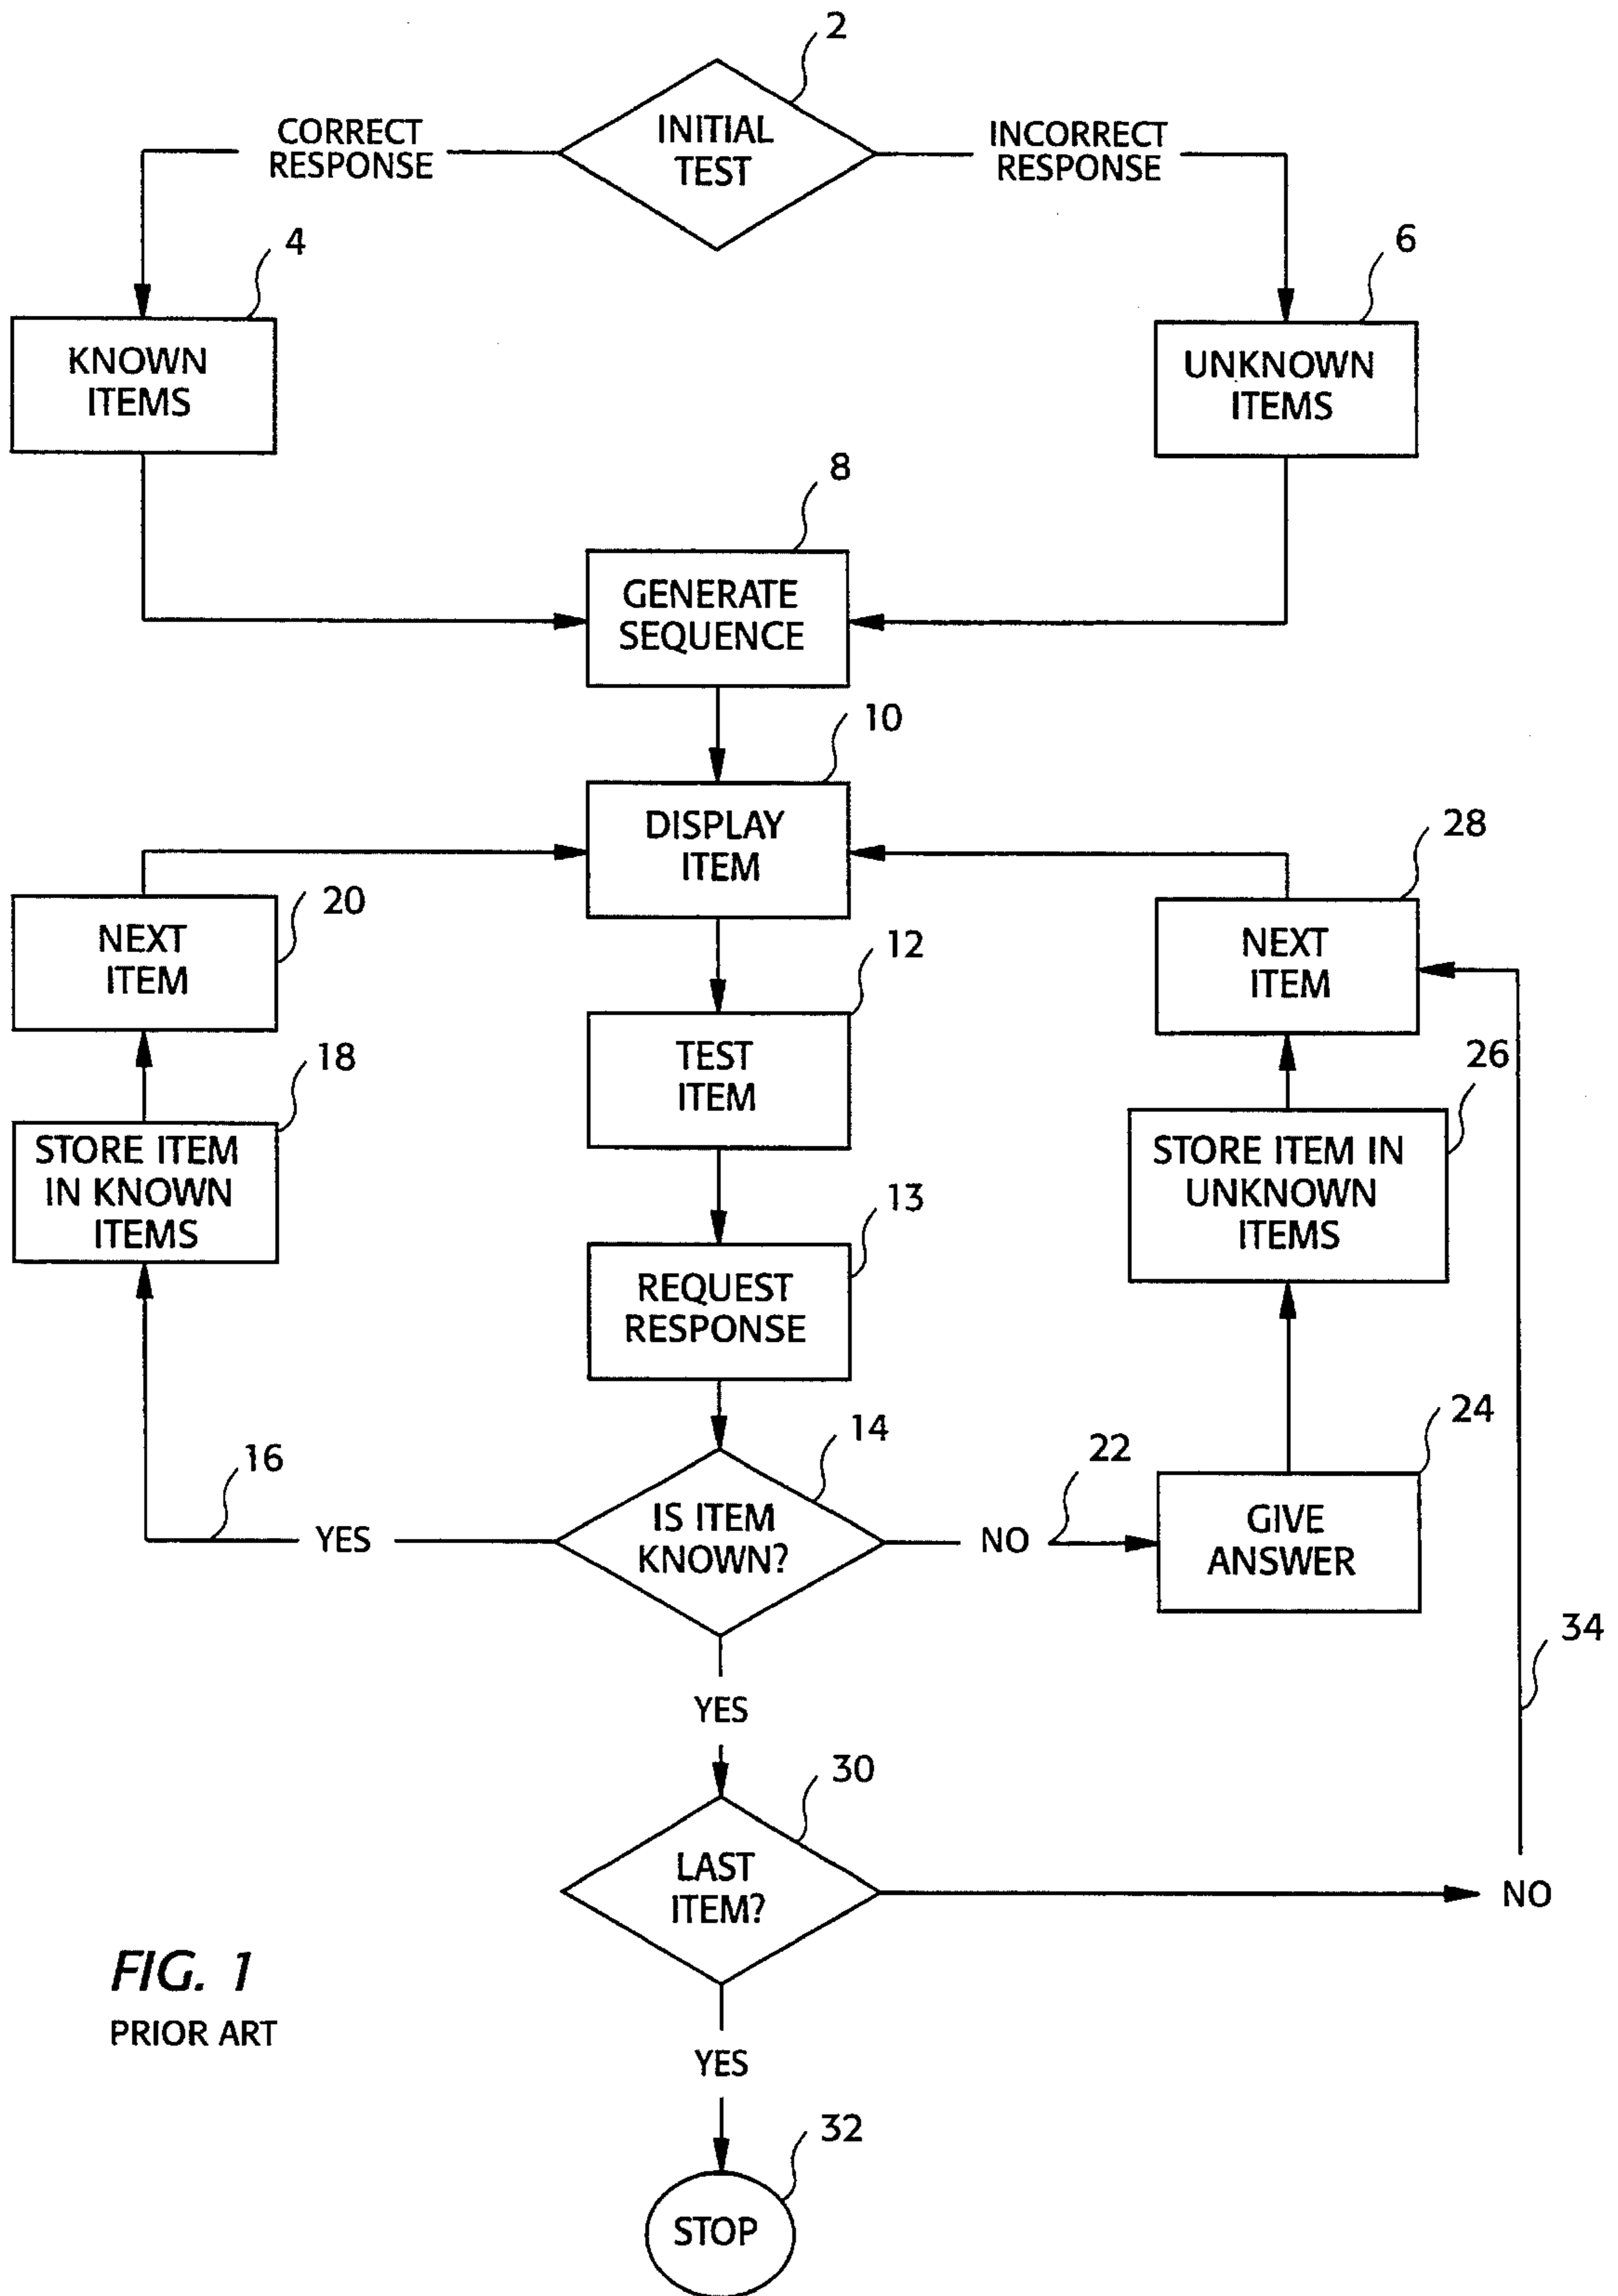 2
INITIAL
TEST
CORRECT
RESPONSE
INCORRECT
RESPONSE
4
KNOWN
ITEMS
6
UNKNOWN
ITEMS
8
GENERATE
SEQUENCE
10
DISPLAY
ITEM
20
NEXT
ITEM
28
NEXT
ITEM
12
TEST
ITEM
18
STORE ITEM
IN KNOWN
ITEMS
26
STORE ITEM IN
UNKNOWN
ITEMS
13
REQUEST
RESPONSE
14
IS ITEM
KNOWN?
16
YES
NO
22
24
GIVE
ANSWER
34
YES
30
LAST
ITEM?
NO
FIG. 1
PRIOR ART
YES
32
STOP